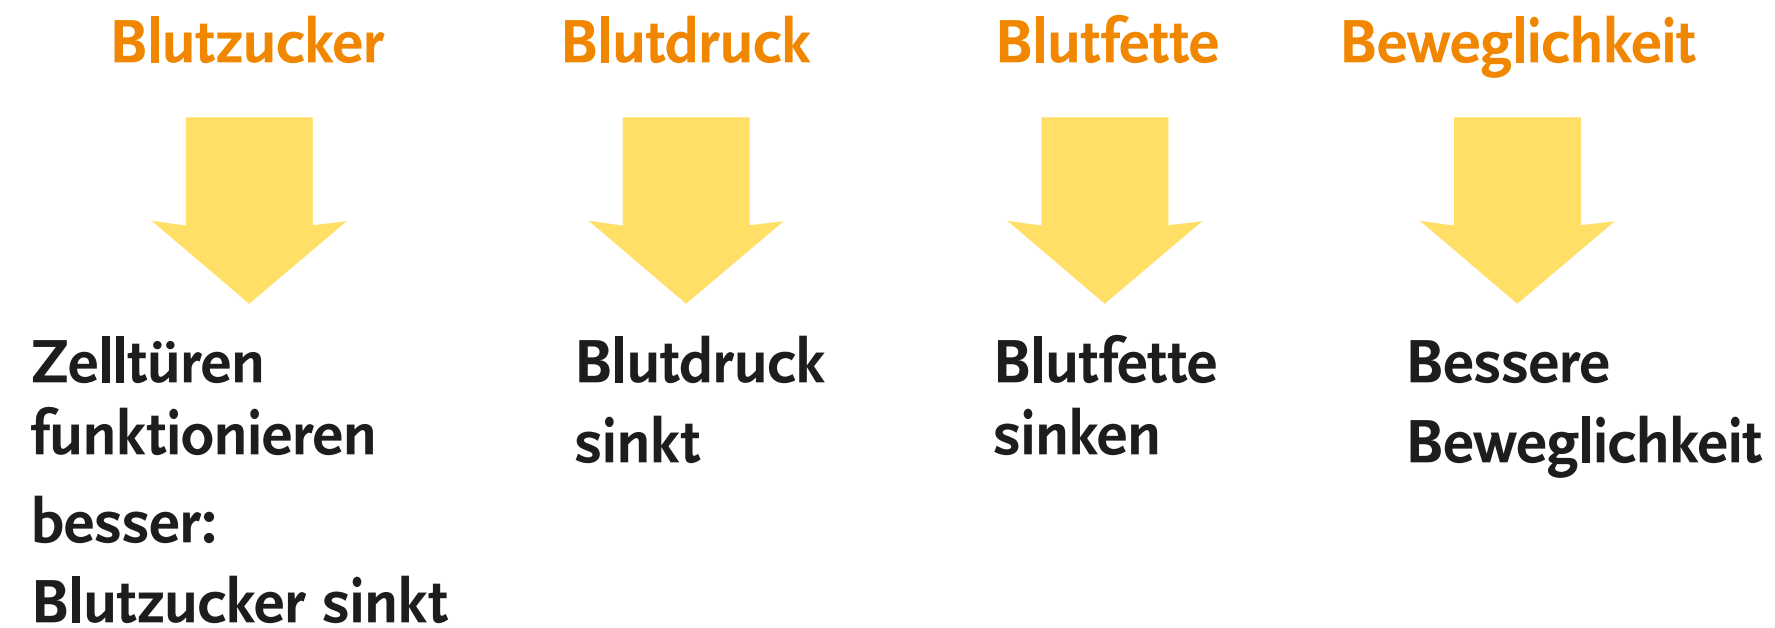 Blutzucker
Blutdruck
Blutfette
Beweglichkeit
Zelltüren
funktionieren
besser:
Blutzucker sinkt
Blutdruck
sinkt
Blutfette
sinken
Bessere
Beweglichkeit